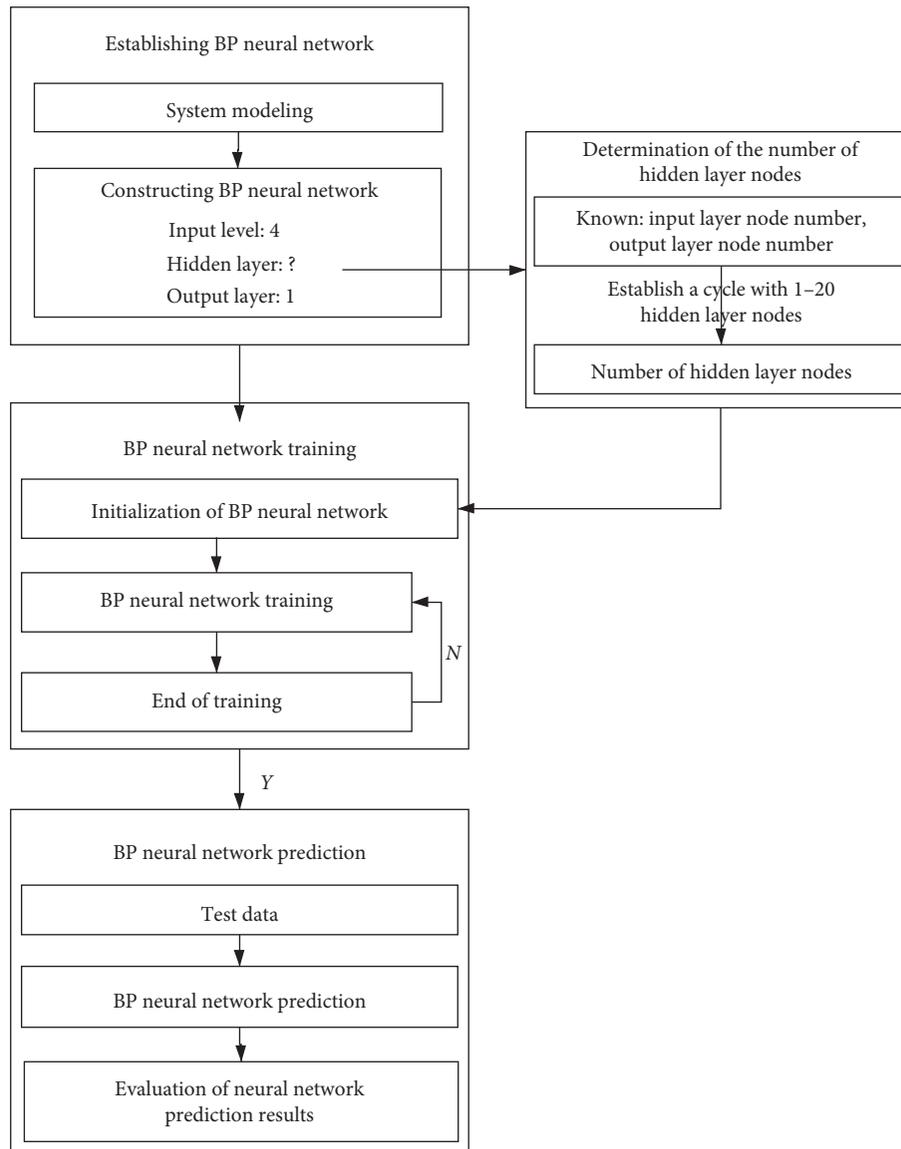 Establishing BP neural network
System modeling
Constructing BP neural network
Input level: 4
Hidden layer: ?
Output layer: 1
Determination of the number of
hidden layer nodes
Known: input layer node number,
output layer node number
Establish a cycle with 1–20
hidden layer nodes
Number of hidden layer nodes
BP neural network training
Initialization of BP neural network
BP neural network training
N
End of training
Y
BP neural network prediction
Test data
BP neural network prediction
Evaluation of neural network
prediction results